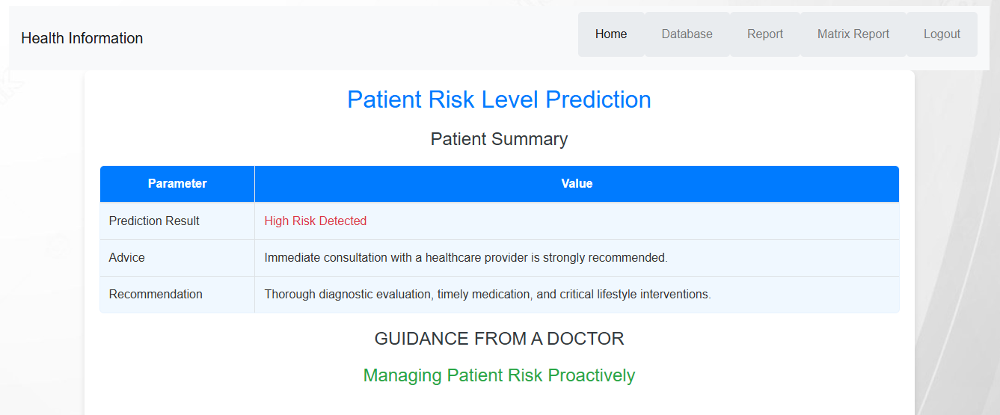 Health Information
Home Database Report Matrix Report Logout
Patient Risk Level Prediction
Patient Summary
Parameter Value
Prediction Result High Risk Detected
Advice Immediate consultation with a healthcare provider is strongly recommended.
Recommendation Thorough diagnostic evaluation, timely medication, and critical lifestyle interventions.
GUIDANCE FROM A DOCTOR
Managing Patient Risk Proactively